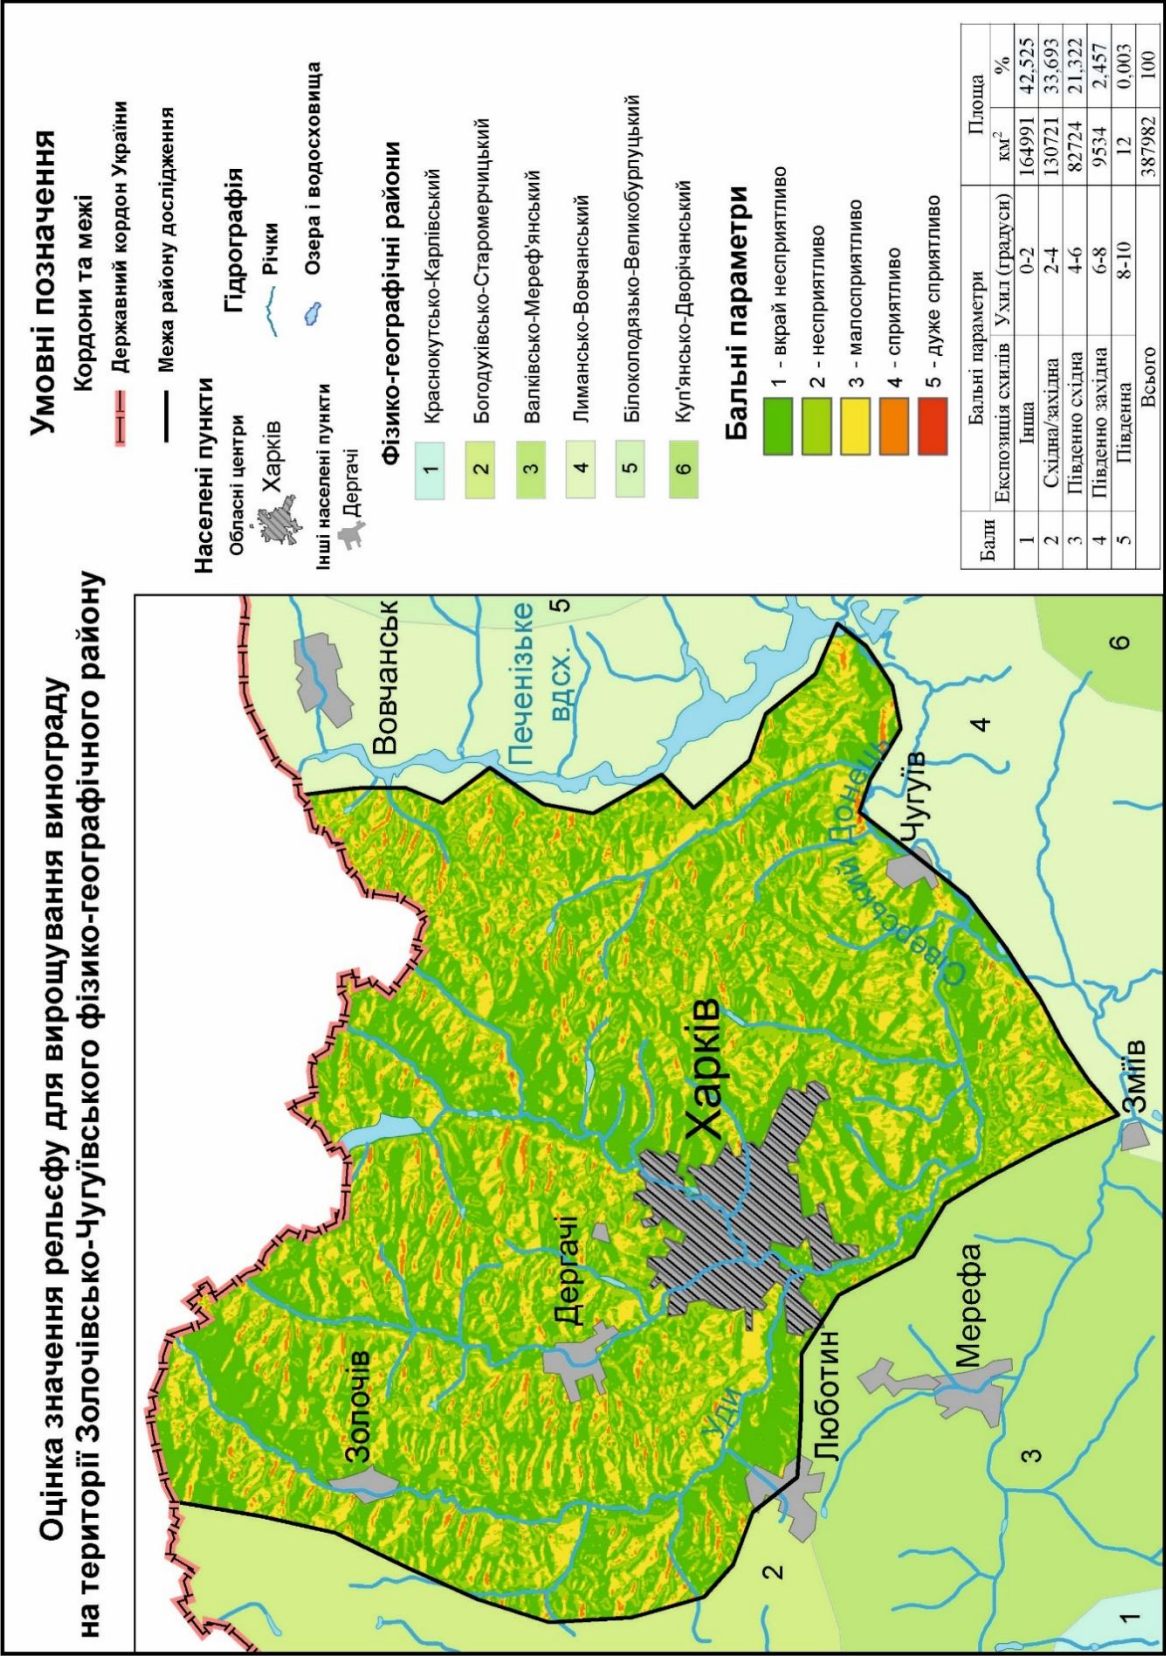 Оцінка значення рельєфу для вирощування винограду
на території Золочівсько-Чугуївського фізико-географічного району
Вовчанськ
Печенізьке
вдсх.
5
Золочів
Дергачі
Харків
Уди
Люботин
Сіверський Донець
Чугуїв
4
6
Мерефа
Зміїв
2
3
1
Умовні позначення
Кордони та межі
Державний кордон України
Межа району дослідження
Населені пункти
Обласні центри
Харків
Інші населені пункти
Дергачі
Гідрографія
Річки
Озера і водосховища
Фізико-географічні райони
1 Краснокутсько-Карлівський
2 Богодухівсько-Старомерчицький
3 Валківсько-Мереф'янський
4 Лимансько-Вовчанський
5 Білоколодязько-Великобурлуцький
6 Куп'янсько-Дворічанський
Бальні параметри
1 - вкрай несприятливо
2 - несприятливо
3 - малосприятливо
4 - сприятливо
5 - дуже сприятливо
Бали Бальні параметри Площа
Експозиція схилів Ухил (градуси) км² %
1 Інша 0-2 164991 42,525
2 Східна/західна 2-4 130721 33,693
3 Південно східна 4-6 82724 21,322
4 Південно західна 6-8 9534 2,457
5 Південна 8-10 12 0,003
Всього 387982 100